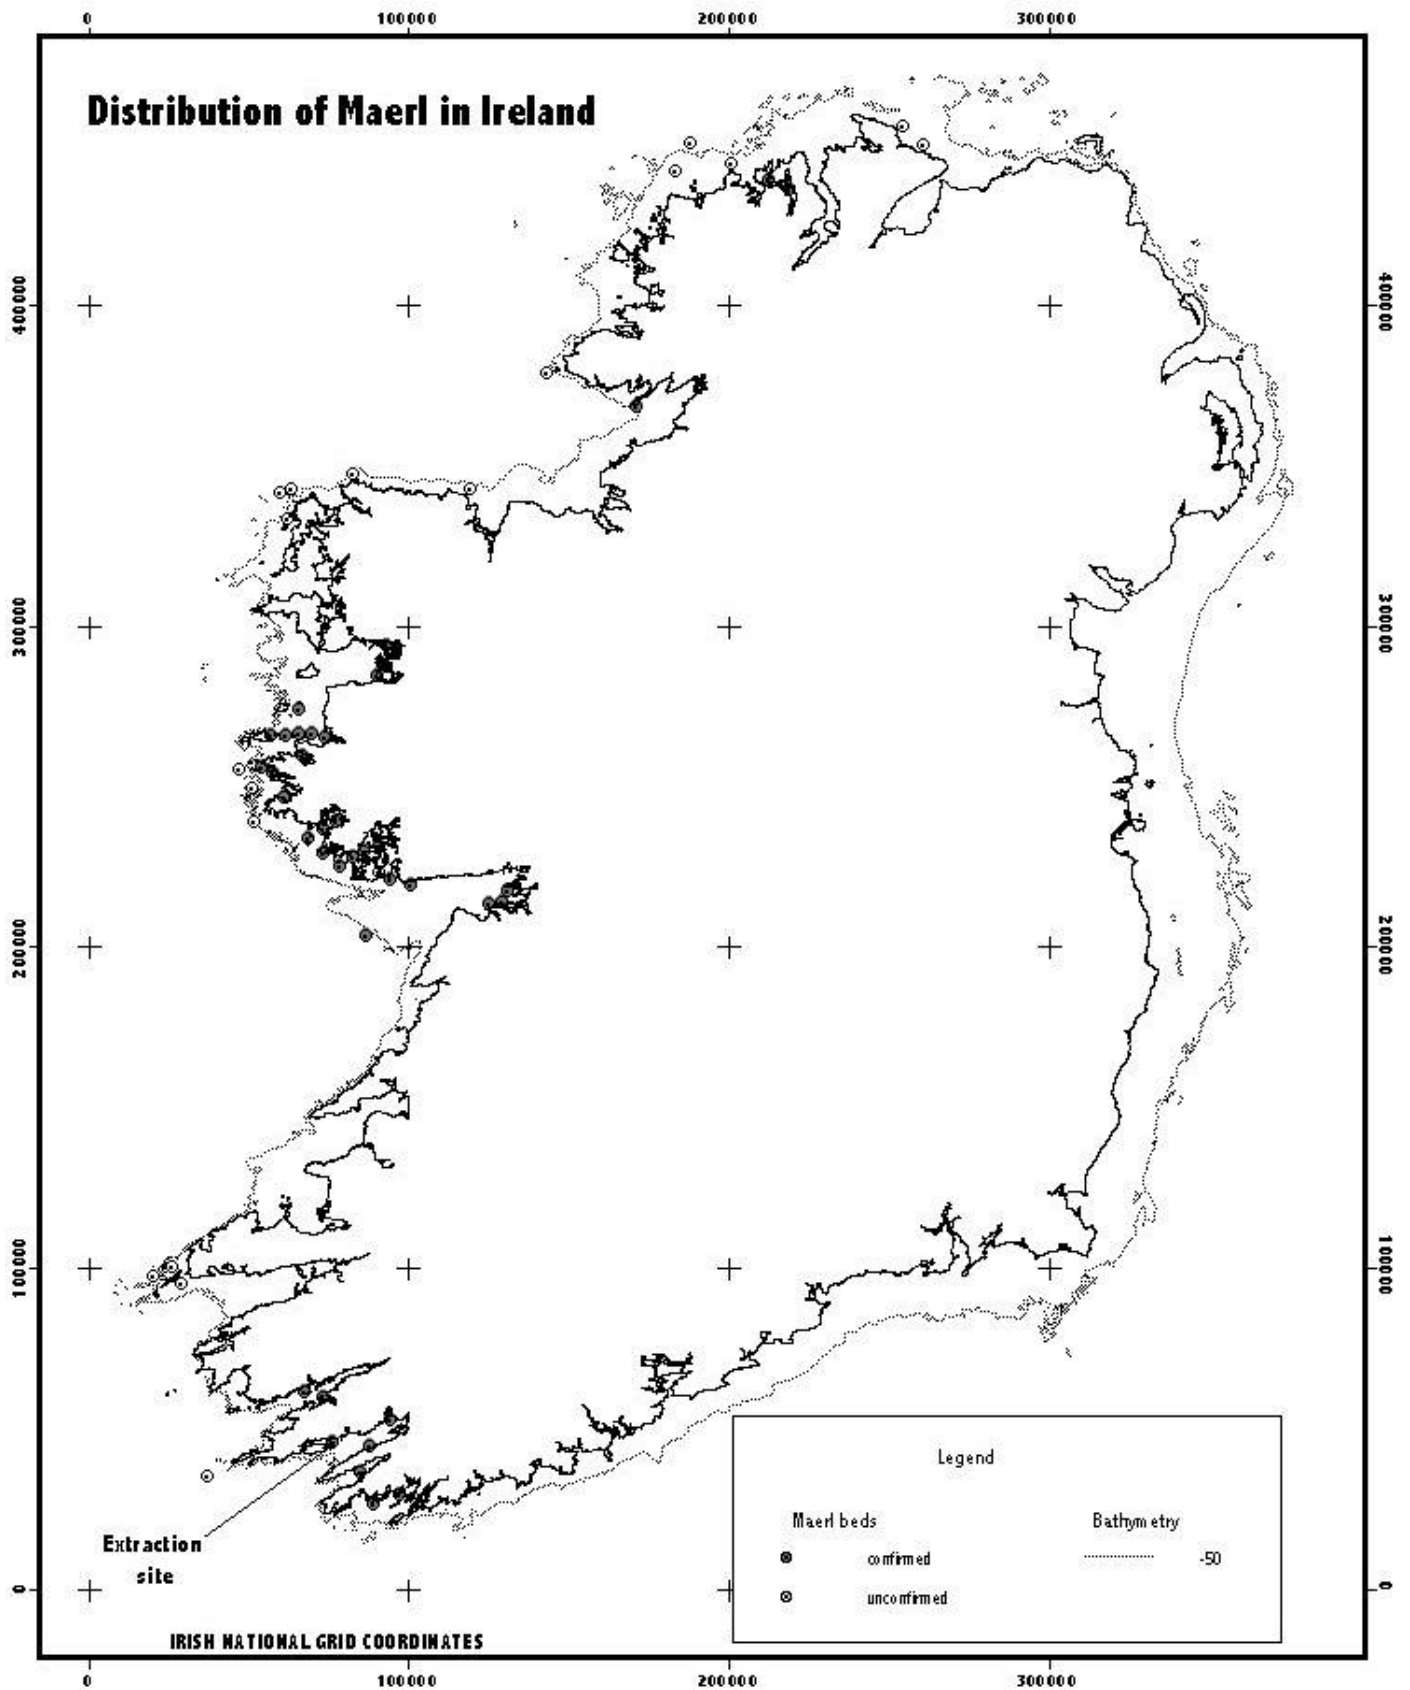 0 100000 200000 300000
Distribution of Maerl in Ireland
400000 400000
300000 300000
200000 200000
100000 100000
Legend
Maerl beds Bathymetry
confirmed -50
unconfirmed
Extraction
site
0 0
IRISH NATIONAL GRID COORDINATES
0 100000 200000 300000